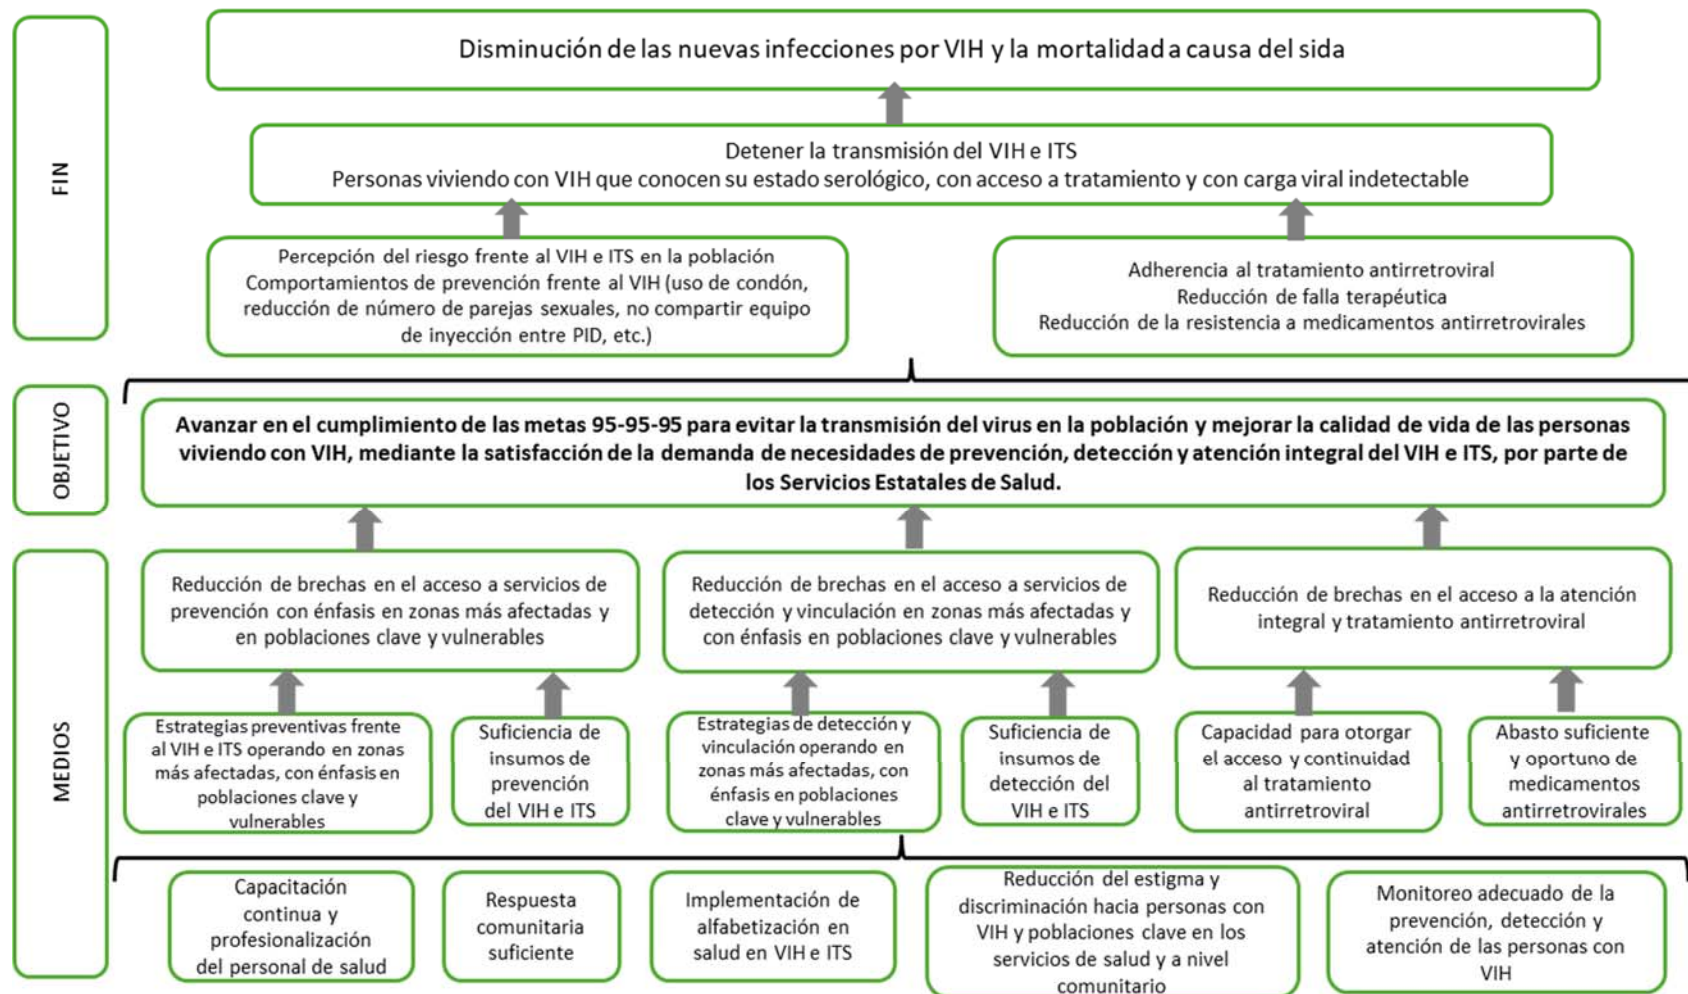 FIN
Disminución de las nuevas infecciones por VIH y la mortalidad a causa del sida
Detener la transmisión del VIH e ITS
Personas viviendo con VIH que conocen su estado serológico, con acceso a tratamiento y con carga viral indetectable
Percepción del riesgo frente al VIH e ITS en la población
Comportamientos de prevención frente al VIH (uso de condón,
reducción de número de parejas sexuales, no compartir equipo
de inyección entre PID, etc.)
Adherencia al tratamiento antirretroviral
Reducción de falla terapéutica
Reducción de la resistencia a medicamentos antirretrovirales
OBJETIVO
Avanzar en el cumplimiento de las metas 95-95-95 para evitar la transmisión del virus en la población y mejorar la calidad de vida de las personas
viviendo con VIH, mediante la satisfacción de la demanda de necesidades de prevención, detección y atención integral del VIH e ITS, por parte de
los Servicios Estatales de Salud.
MEDIOS
Reducción de brechas en el acceso a servicios de
prevención con énfasis en zonas más afectadas y
en poblaciones clave y vulnerables
Reducción de brechas en el acceso a servicios de
detección y vinculación en zonas más afectadas y
con énfasis en poblaciones clave y vulnerables
Reducción de brechas en el acceso a la atención
integral y tratamiento antirretroviral
Estrategias preventivas frente
al VIH e ITS operando en zonas
más afectadas, con énfasis en
poblaciones clave y
vulnerables
Suficiencia de
insumos de
prevención
del VIH e ITS
Estrategias de detección y
vinculación operando en
zonas más afectadas, con
énfasis en poblaciones
clave y vulnerables
Suficiencia de
insumos de
detección del
VIH e ITS
Capacidad para otorgar
el acceso y continuidad
al tratamiento
antirretroviral
Abasto suficiente
y oportuno de
medicamentos
antirretrovirales
Capacitación
continua y
profesionalización
del personal de salud
Respuesta
comunitaria
suficiente
Implementación de
alfabetización en
salud en VIH e ITS
Reducción del estigma y
discriminación hacia personas con
VIH y poblaciones clave en los
servicios de salud y a nivel
comunitario
Monitoreo adecuado de la
prevención, detección y
atención de las personas con
VIH